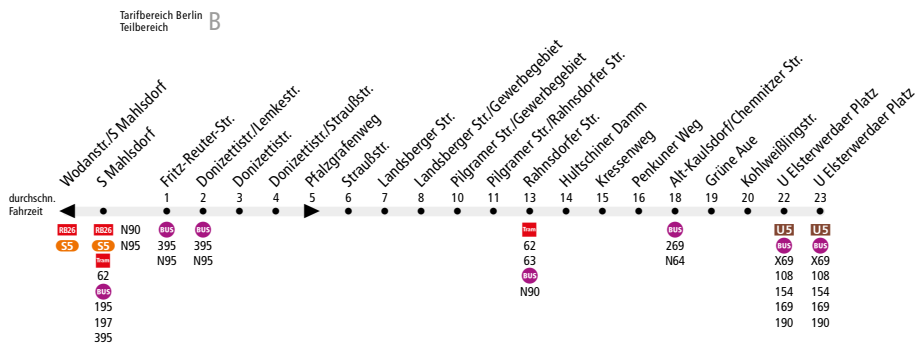 Tarifbereich Berlin
Teilbereich
B
Wodanstr./S Mahlsdorf
S Mahlsdorf
Fritz-Reuter-Str.
Donizettistr./Lemkestr.
Donizettistr.
Donizettistr./Straußstr.
Pfalzgrafenweg
Straußstr.
Landsberger Str.
Landsberger Str./Gewerbegebiet
Pilgramer Str./Gewerbegebiet
Pilgramer Str./Rahnsdorfer Str.
Rahnsdorfer Str.
Hultschiner Damm
Kressenweg
Penkuner Weg
Alt-Kaulsdorf/Chemnitzer Str.
Grüne Aue
Kohlweißlingstr.
U Elsterwerdaer Platz
U Elsterwerdaer Platz
durchschn.
Fahrzeit
1 2 3 4 5 6 7 8 10 11 13 14 15 16 18 19 20 22 23
RB26
S5
RB26 N90
S5 N95
Tram
62
BUS
195
197
395
BUS
395
N95
BUS
395
N95
Tram
62
63
BUS
N90
BUS
269
N64
U5
BUS
X69
108
154
169
190
U5
BUS
X69
108
154
169
190